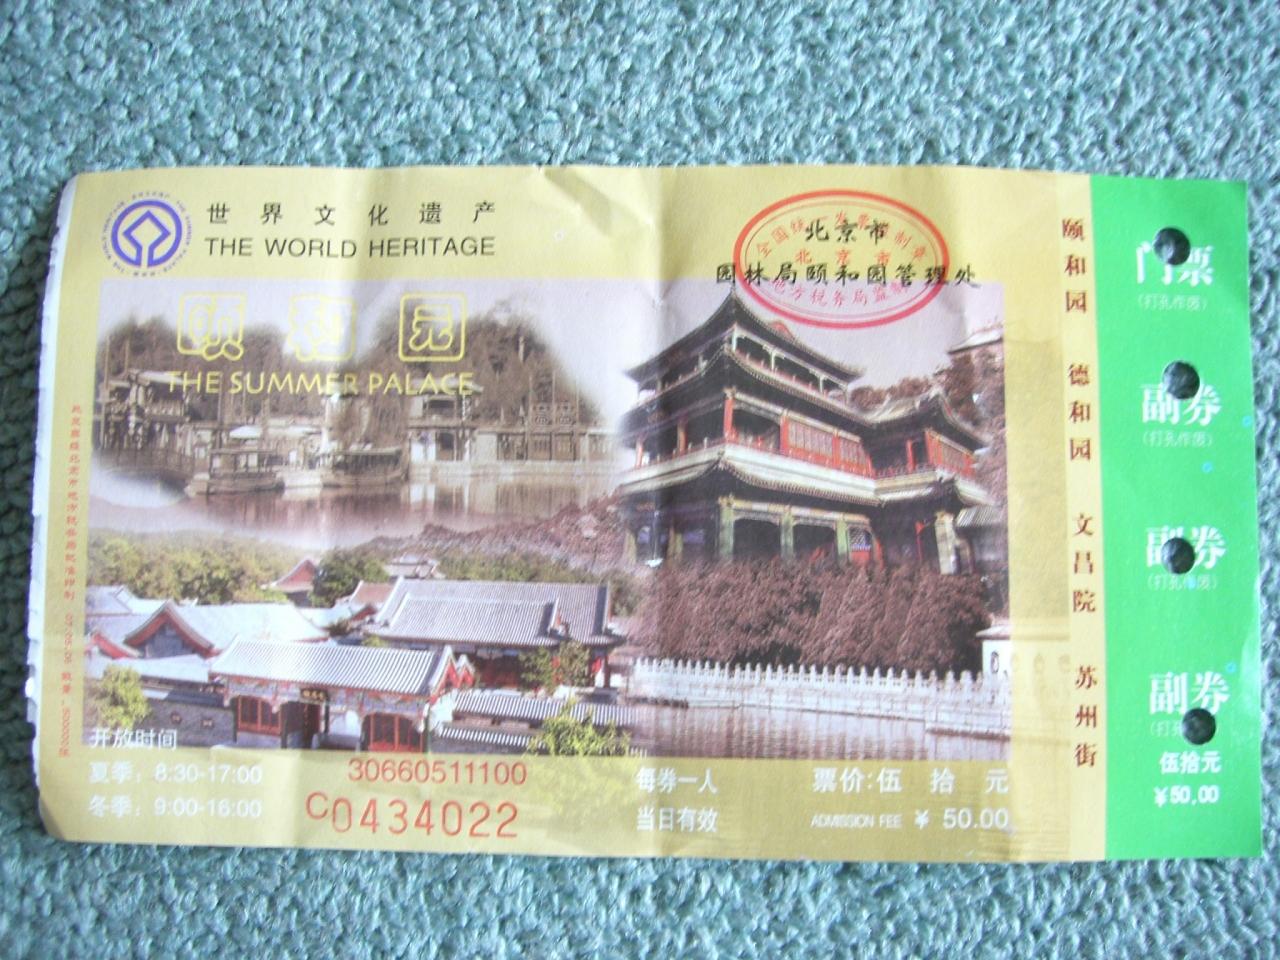 世界文化遗产
THE WORLD HERITAGE
北京市
园林局颐和园管理处
北京市
颐和园
THE SUMMER PALACE
开放时间
夏季：8:30-17:00
冬季：9:00-16:00
30660511100
C0434022
每券一人
当日有效
票价：伍拾元
ADMISSION FEE ¥ 50.00
颐和园 德和园 文昌院 苏州街
门票
(打孔作废)
副券
(打孔作废)
副券
(打孔作废)
副券
伍拾元
¥50.00